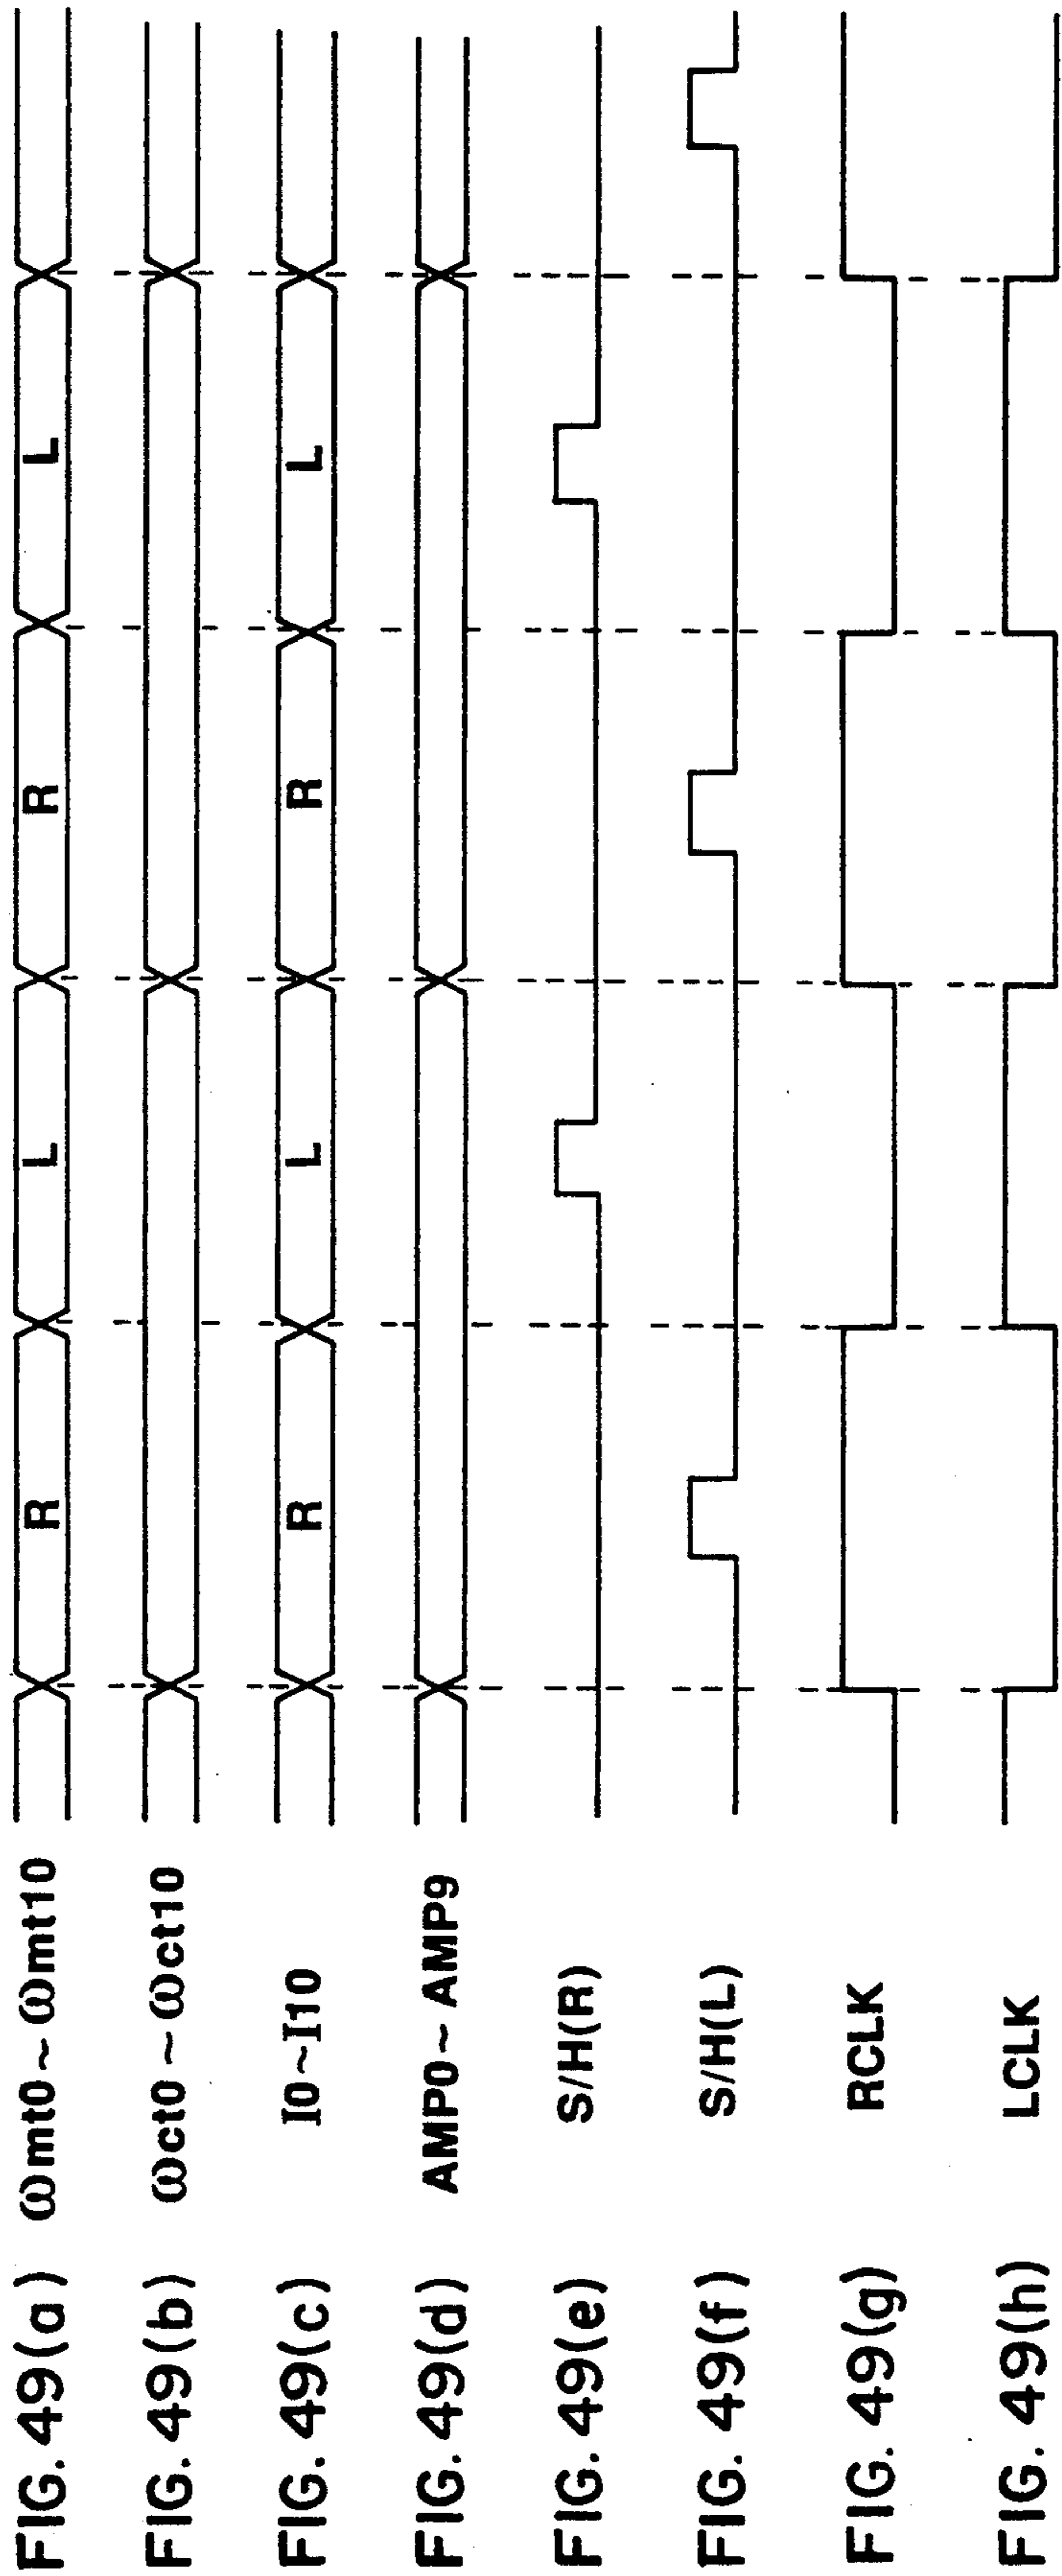 FIG. 49(a) ωmt0~ωmt10 R L R L
FIG. 49(b) ωct0~ωct10
FIG. 49(c) I0~I10 R L R L
FIG. 49(d) AMP0~AMP9
FIG. 49(e) S/H(R)
FIG. 49(f) S/H(L)
FIG. 49(g) RCLK
FIG. 49(h) LCLK